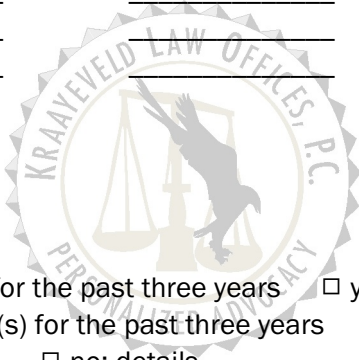 KRAAYEVELD LAW OFFICES, P.C.
PERSONALIZED ADVOCACY
for the past three years □ y
(s) for the past three years
□ no; details